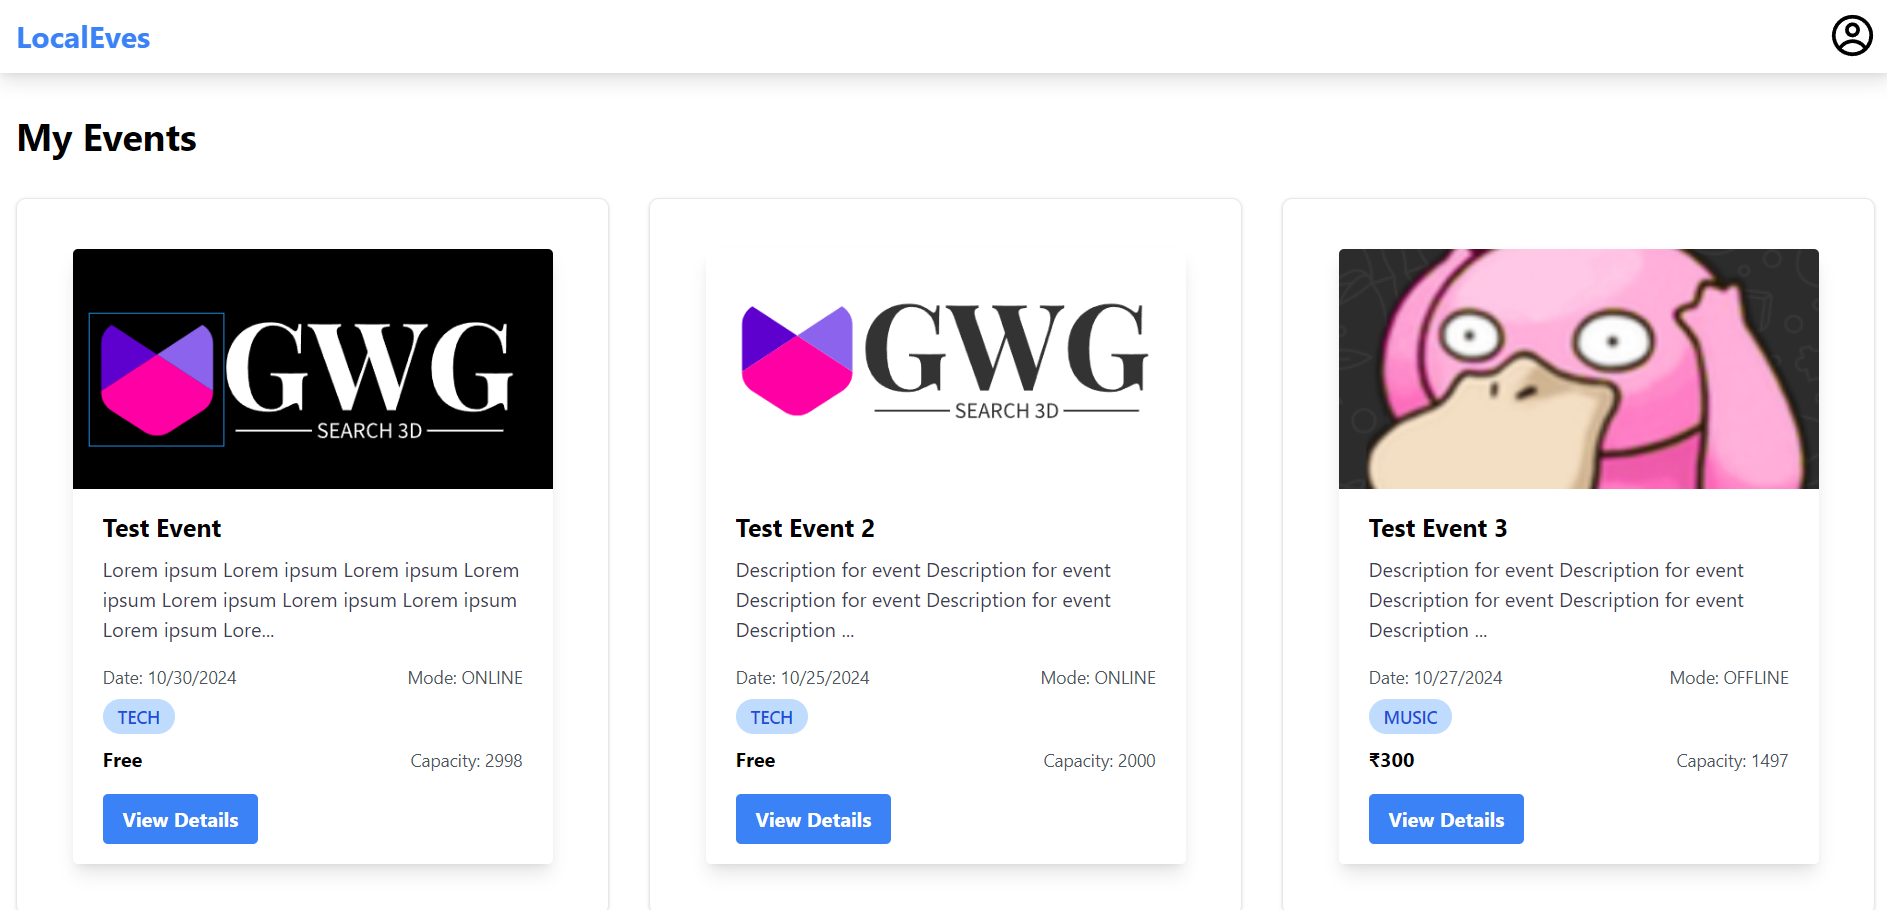 LocalEves
My Events
GWG
SEARCH 3D
Test Event
Lorem ipsum Lorem ipsum Lorem ipsum Lorem
ipsum Lorem ipsum Lorem ipsum Lorem ipsum
Lorem ipsum Lore...
Date: 10/30/2024 Mode: ONLINE
TECH
Free Capacity: 2998
View Details
GWG
SEARCH 3D
Test Event 2
Description for event Description for event
Description for event Description for event
Description ...
Date: 10/25/2024 Mode: ONLINE
TECH
Free Capacity: 2000
View Details
Test Event 3
Description for event Description for event
Description for event Description for event
Description ...
Date: 10/27/2024 Mode: OFFLINE
MUSIC
₹300 Capacity: 1497
View Details